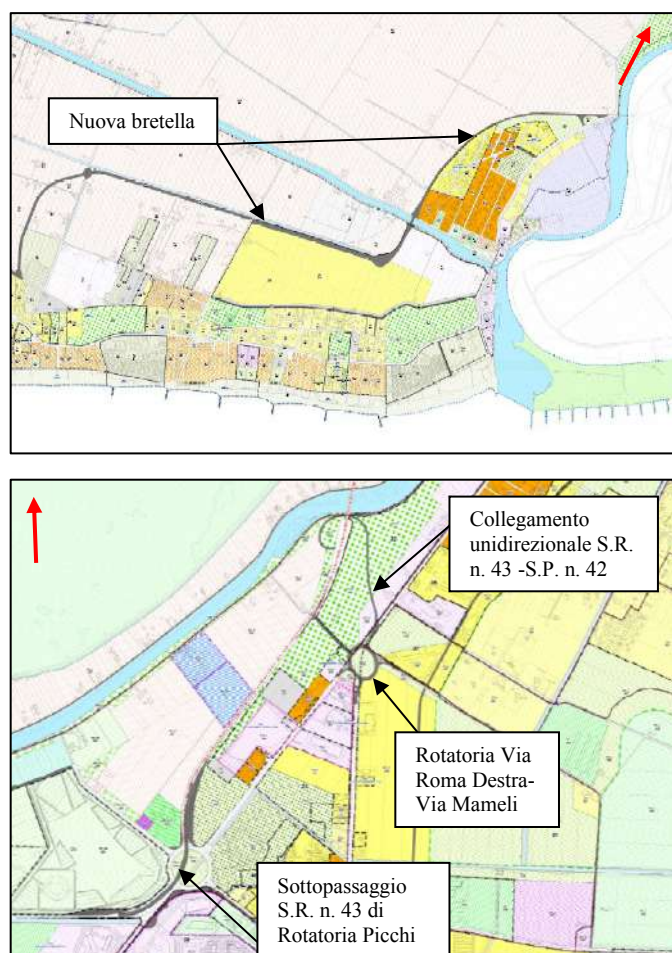 Nuova bretella
Collegamento
unidirezionale S.R.
n. 43 -S.P. n. 42
Rotatoria Via
Roma Destra-
Via Mameli
Sottopassaggio
S.R. n. 43 di
Rotatoria Picchi